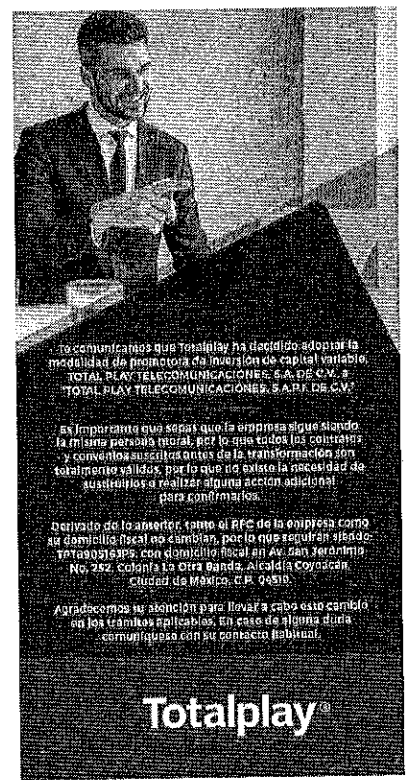 Te comunicamos que Totalplay ha decidido adoptar la
modalidad de promotora de inversión de capital variable,
TOTAL PLAY TELECOMUNICACIONES, S.A. DE C.V., a
"TOTAL PLAY TELECOMUNICACIONES, S.A.P.I. DE C.V."
Es importante que sepas que la empresa sigue siendo
la misma persona moral, por lo que todos los contratos
y convenios suscritos antes de la transformación son
totalmente válidos, por lo que no existe la necesidad de
sustituirlos o realizar alguna acción adicional
para confirmarlos.
Derivado de lo anterior, tanto el RFC de la empresa como
su domicilio fiscal no cambian, por lo que seguirán siendo:
con domicilio fiscal en AV. San Jerónimo
No. 252, Colonia La Otra Banda, Alcaldía Coyoacán,
Ciudad de México, C.P. 04519.
Agradecemos su atención para llevar a cabo este cambio
en los trámites aplicables. En caso de alguna duda
comuníquese con su contacto habitual.
Totalplay®